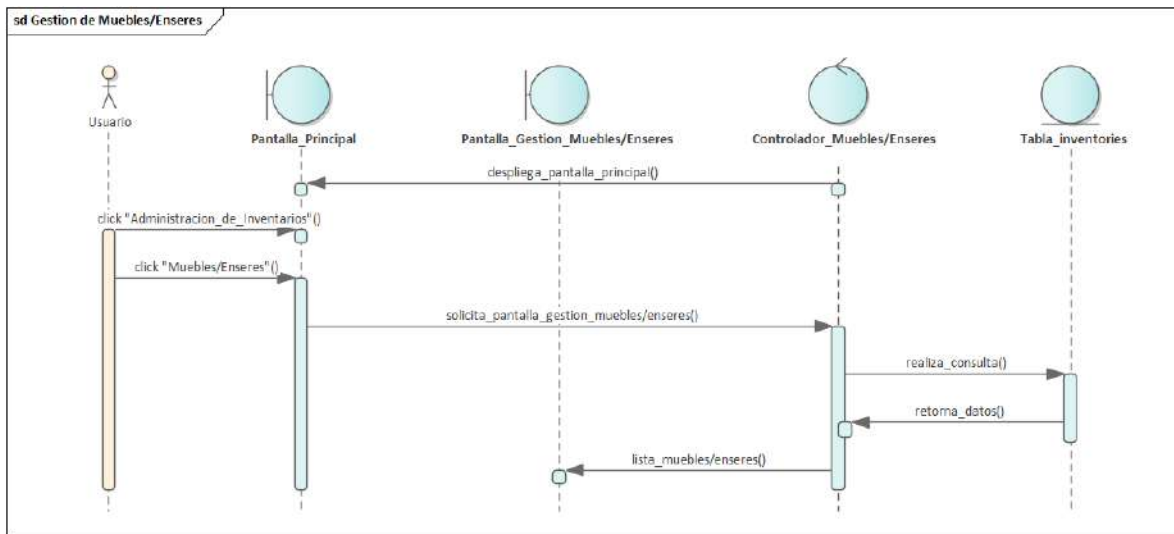 sd Gestion de Muebles/Enseres
Usuario
Pantalla_Principal
Pantalla_Gestion_Muebles/Enseres
Controlador_Muebles/Enseres
Tabla_inventories
despliega_pantalla_principal()
click "Administracion_de_Inventarios"()
click "Muebles/Enseres"()
solicita_pantalla_gestion_muebles/enseres()
realiza_consulta()
retorna_datos()
lista_muebles/enseres()